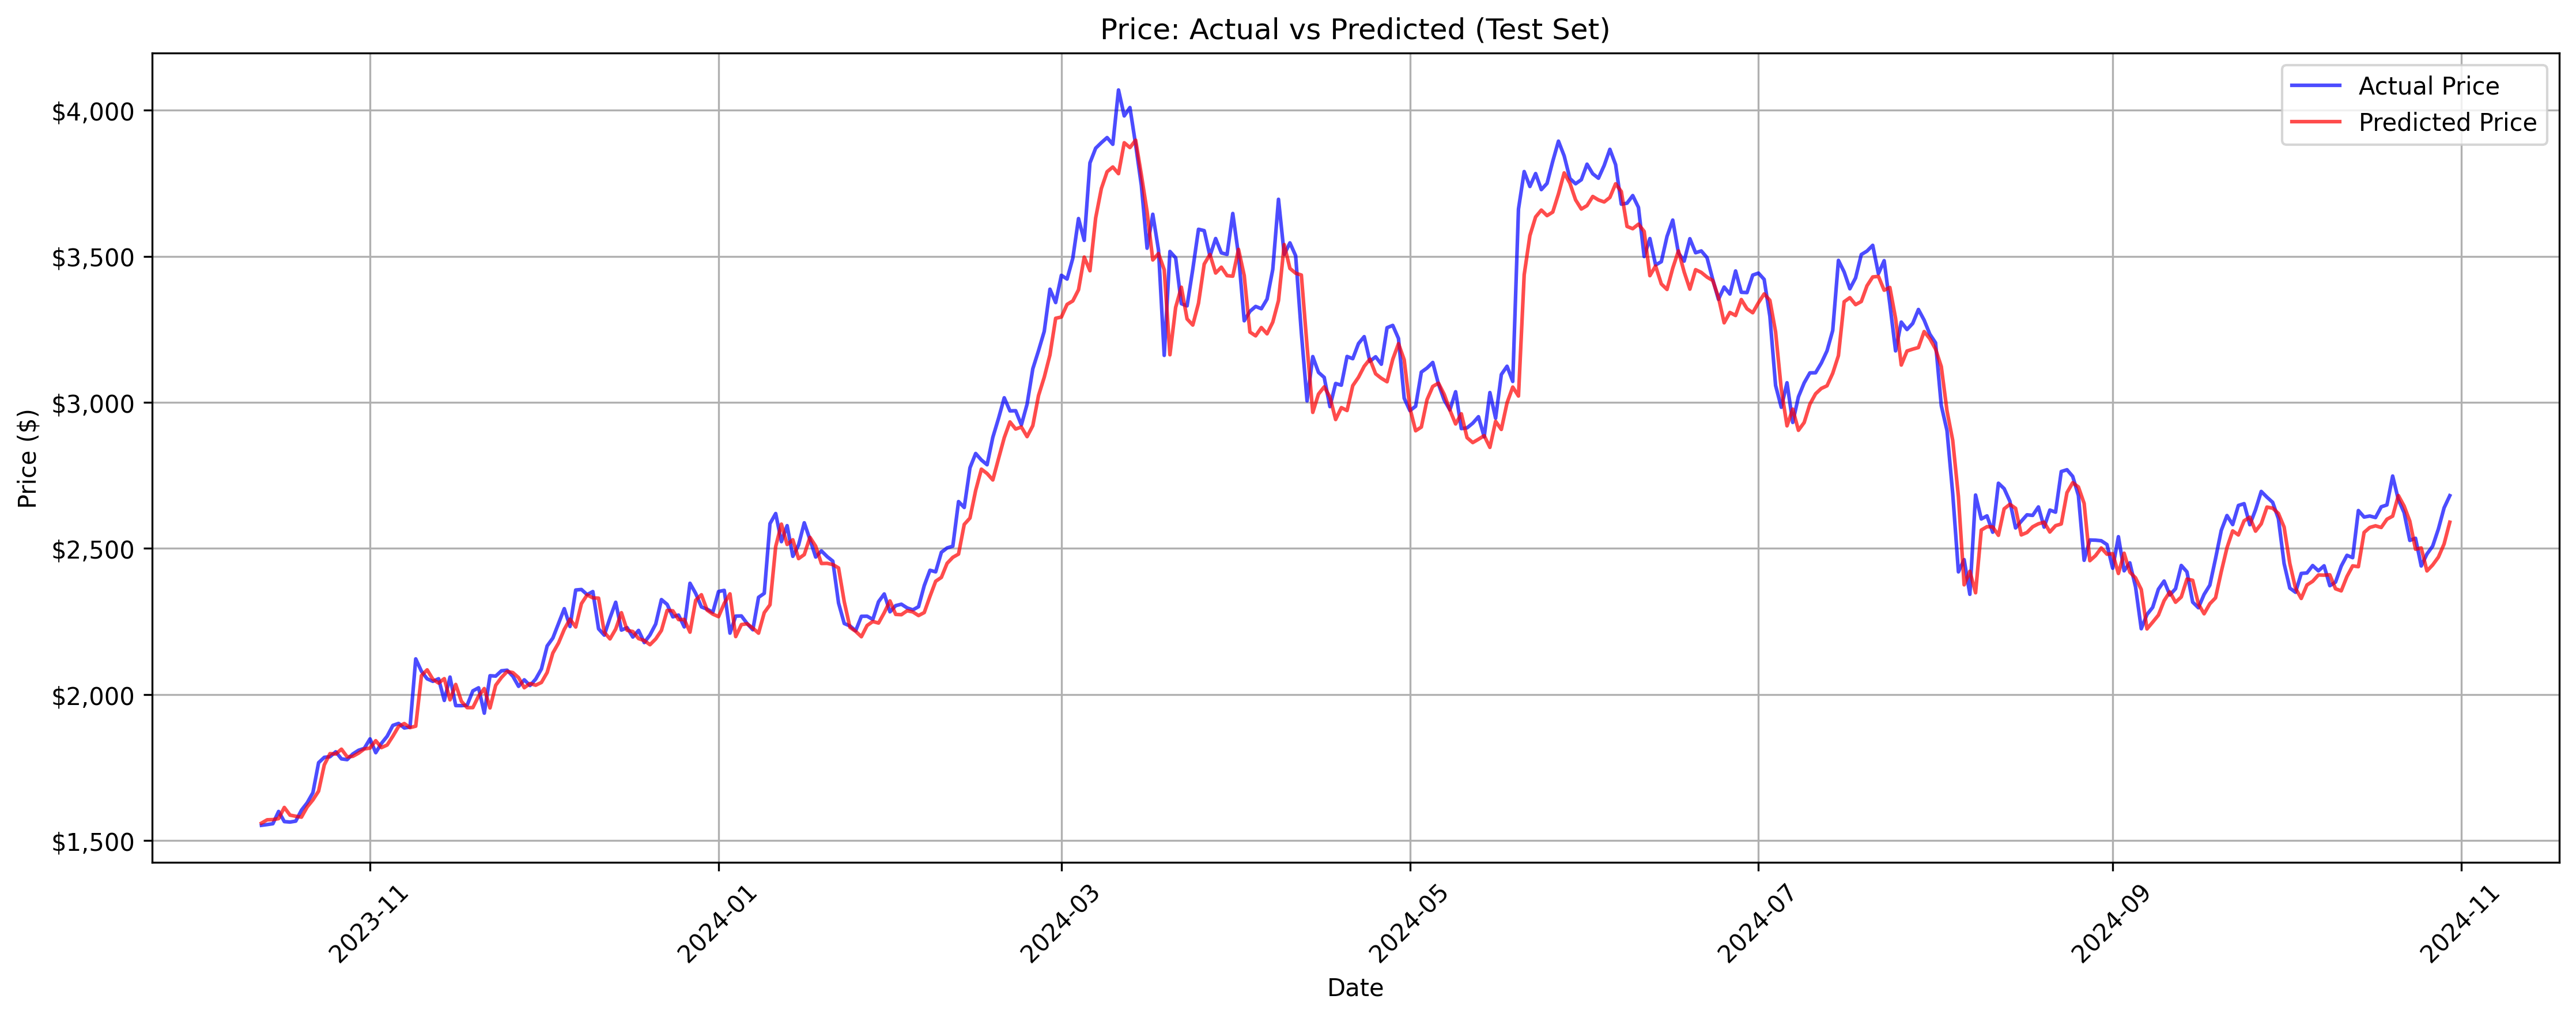 Price: Actual vs Predicted (Test Set)
Actual Price
Predicted Price
Price ($)
$4,000
$3,500
$3,000
$2,500
$2,000
$1,500
2023-11
2024-01
2024-03
2024-05
2024-07
2024-09
2024-11
Date